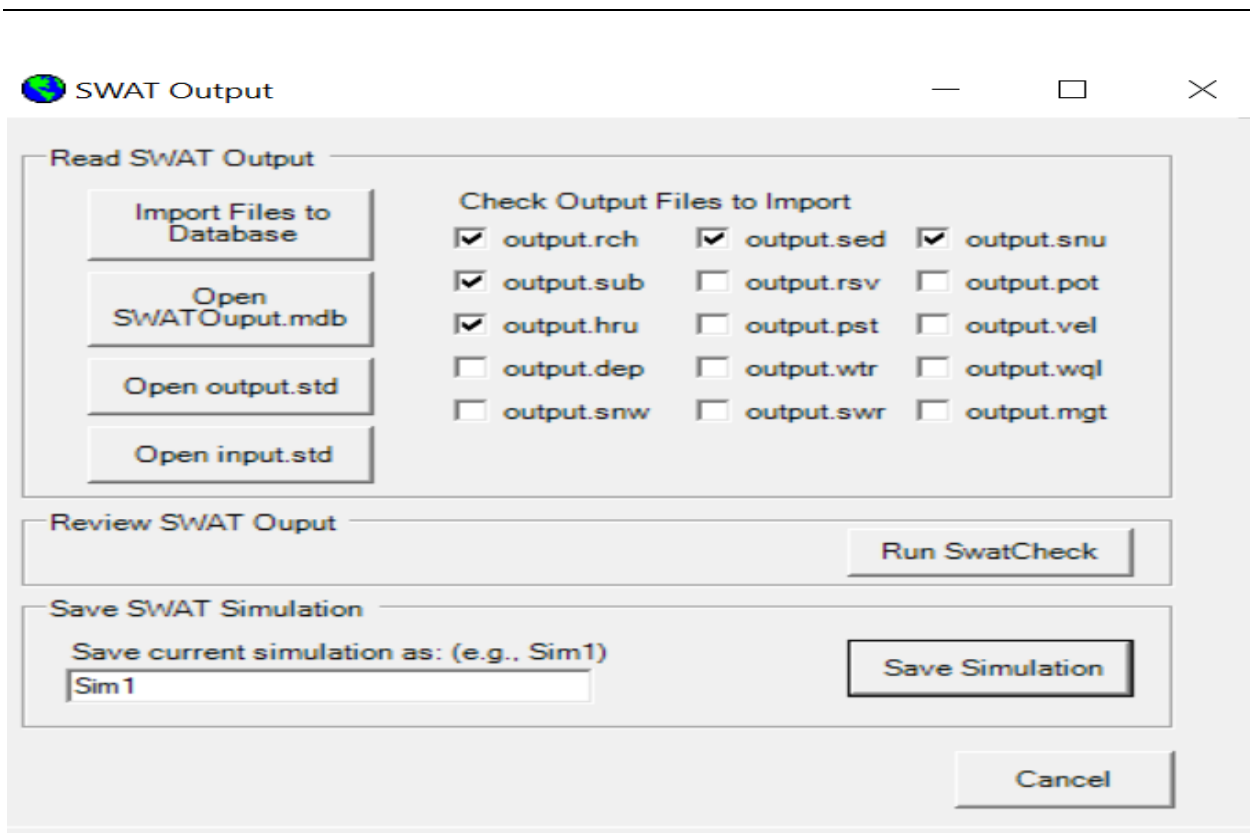 SWAT Output
Read SWAT Output
Import Files to
Database
Open
SWATOuput.mdb
Open output.std
Open input.std
Check Output Files to Import
output.rch output.sed output.snu
output.sub output.rsv output.pot
output.hru output.pst output.vel
output.dep output.wtr output.wql
output.snw output.swr output.mgt
Review SWAT Ouput
Run SwatCheck
Save SWAT Simulation
Save current simulation as: (e.g., Sim1)
Sim1
Save Simulation
Cancel